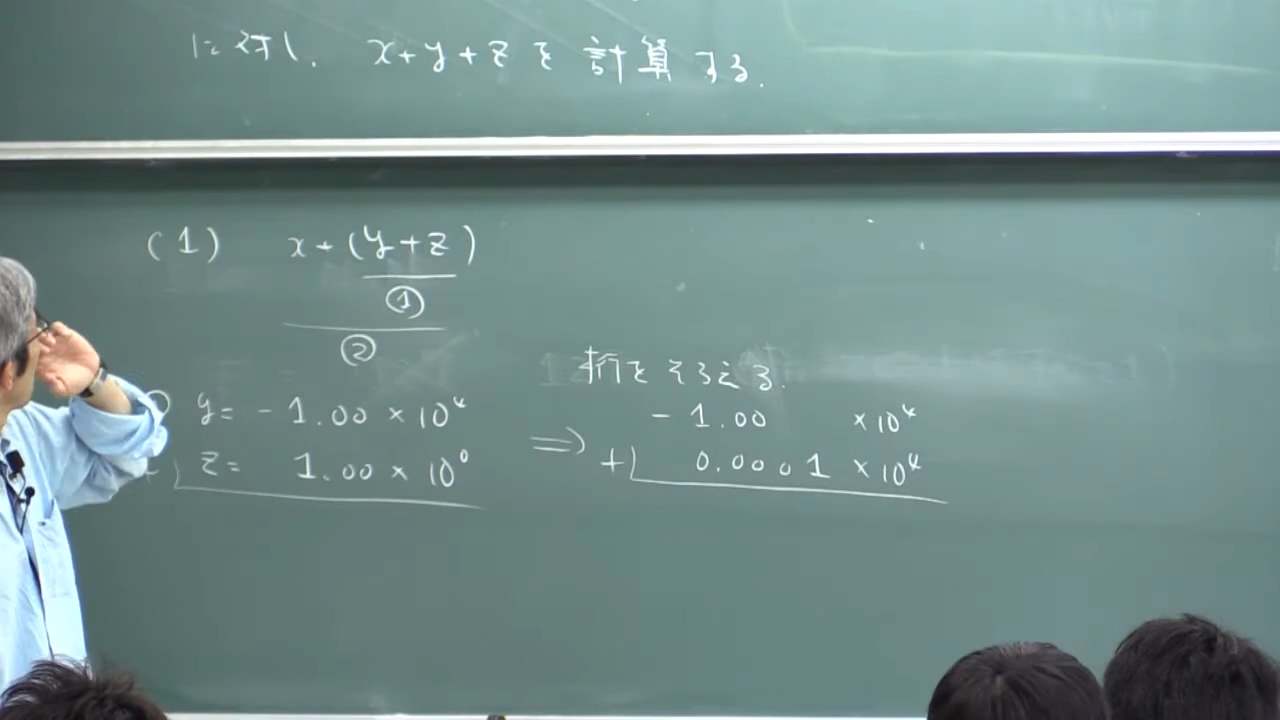 に対し、 x+y+z を 計算する.
(1) x+(y+z)
①
②
桁をそろえる.
① y= -1.00 × 10⁴
- 1.00 × 10⁴
+ z= 1.00 × 10⁰
⇒
+ 0.0001 × 10⁴